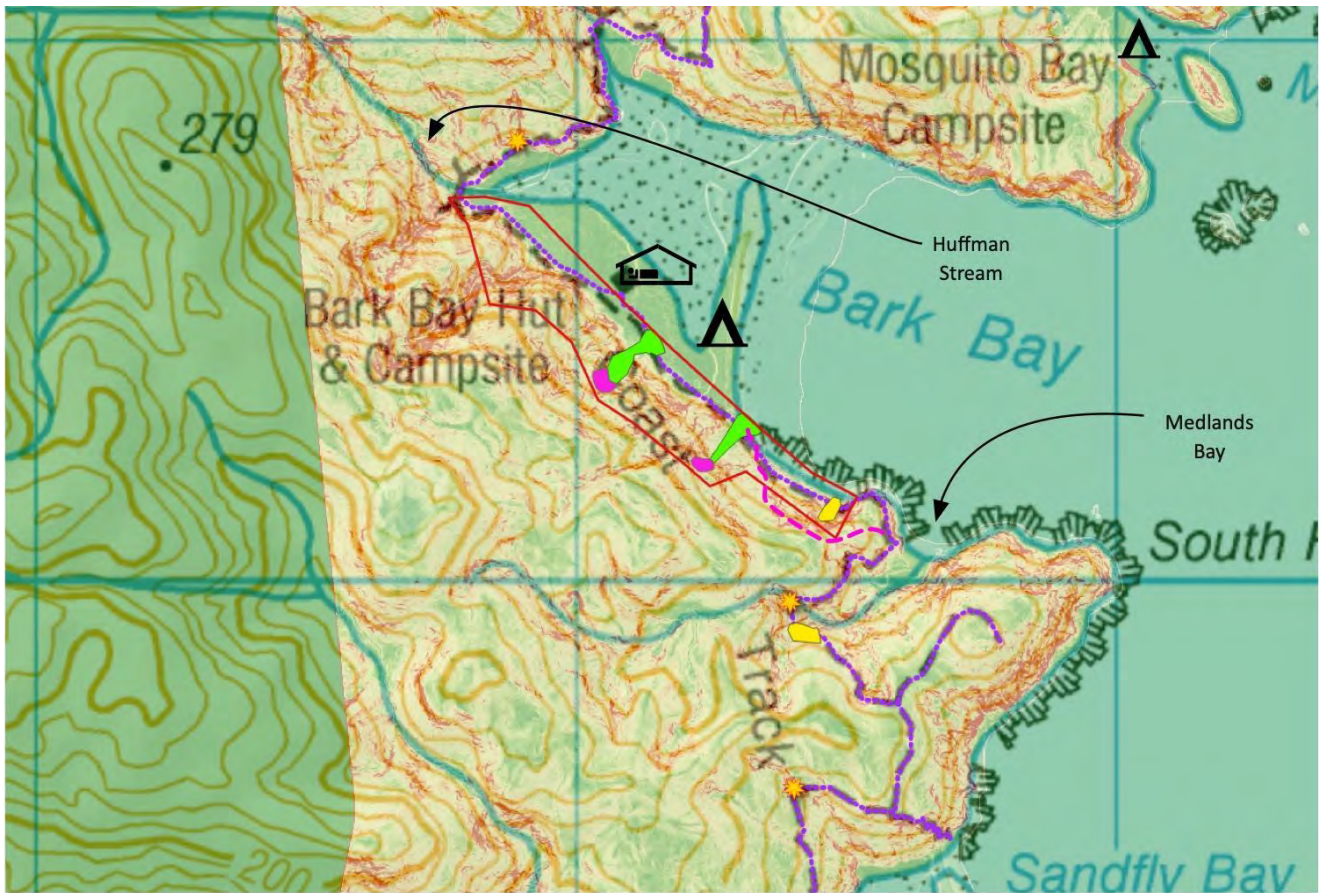 279
Mosquito Bay
Campsite
M
Huffman
Stream
Bark Bay Hut
& Campsite
Bark Bay
Coast
Medlands
Bay
South H
Track
200
Sandfly Bay